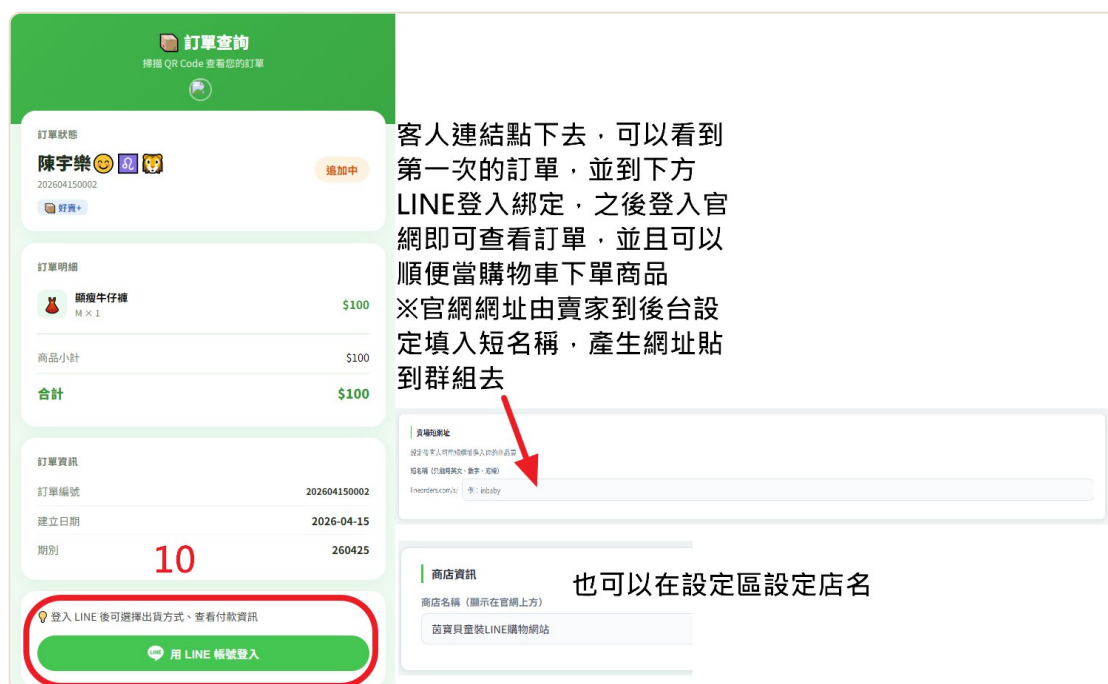 訂單查詢
掃描 QR Code 查看您的訂單
訂單狀態
陳宇樂😊♌🦁
追加中
202604150002
好賣+
訂單明細
顯瘦牛仔褲
$100
M × 1
商品小計
$100
合計
$100
訂單資訊
訂單編號
202604150002
建立日期
2026-04-15
期別
260425
10
登入 LINE 後可選擇出貨方式、查看付款資訊
用 LINE 帳號登入
客人連結點下去，可以看到
第一次的訂單，並到下方
LINE登入綁定，之後登入官
網即可查看訂單，並且可以
順便當購物車下單商品
※官網網址由賣家到後台設
定填入短名稱，產生網址貼
到群組去
賣場短網址
短名稱（只能用英文、數字、底線）
lineorders.com/s/
例：inbaby
商店資訊
也可以在設定區設定店名
商店名稱（顯示在官網上方）
茵寶貝童裝LINE購物網站